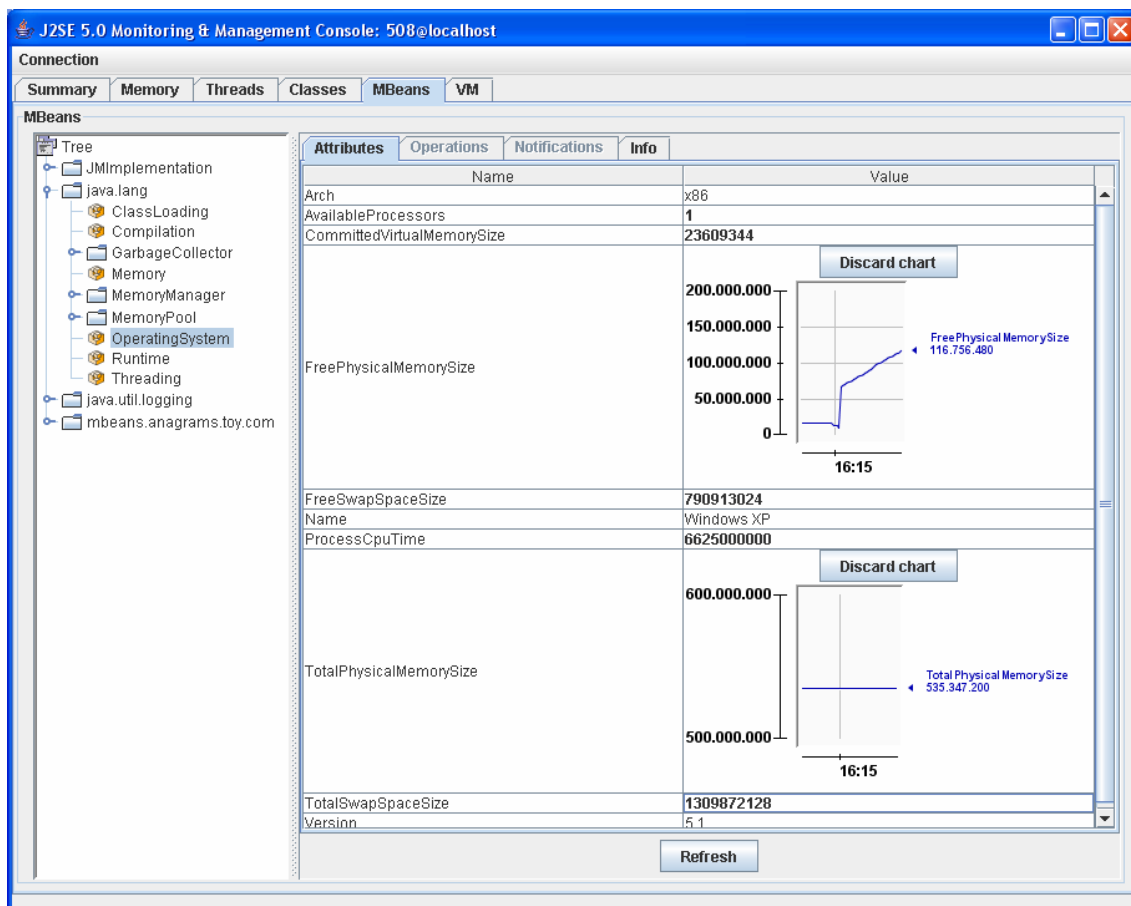 J2SE 5.0 Monitoring & Management Console: 508@localhost
Connection
Summary Memory Threads Classes MBeans VM
MBeans
Tree
JMImplementation
java.lang
ClassLoading
Compilation
GarbageCollector
Memory
MemoryManager
MemoryPool
OperatingSystem
Runtime
Threading
java.util.logging
mbeans.anagrams.toy.com
Attributes Operations Notifications Info
Name Value
Arch x86
AvailableProcessors 1
CommittedVirtualMemorySize 23609344
FreePhysicalMemorySize
Discard chart
200.000.000
150.000.000
100.000.000
50.000.000
0
FreePhysicalMemorySize
116.756.480
16:15
FreeSwapSpaceSize 790913024
Name Windows XP
ProcessCpuTime 6625000000
TotalPhysicalMemorySize
Discard chart
600.000.000
500.000.000
TotalPhysicalMemorySize
535.347.200
16:15
TotalSwapSpaceSize 1309872128
Version 5.1
Refresh